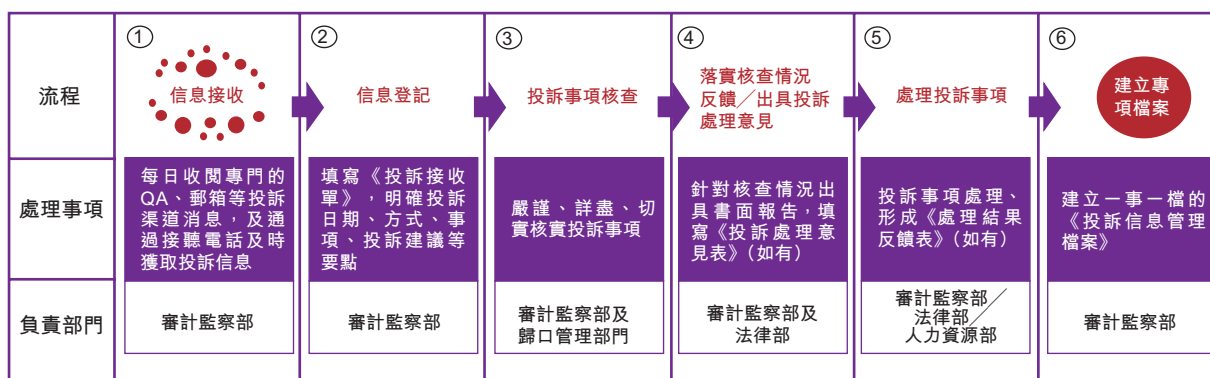 流程
①
信息接收
②
信息登記
③
投訴事項核查
④
落實核查情況
反饋／出具投訴
處理意見
⑤
處理投訴事項
⑥
建立專
項檔案
處理事項
每日收閱專門的
QA、郵箱等投訴
渠道消息，及通
過接聽電話及時
獲取投訴信息
填寫《投訴接收
單》，明確投訴
日期、方式、事
項、投訴建議等
要點
嚴謹、詳盡、切
實核實投訴事項
針對核查情況出
具書面報告，填
寫《投訴處理意
見表》（如有）
投訴事項處理、
形成《處理結果
反饋表》（如有）
建立一事一檔的
《投訴信息管理
檔案》
負責部門
審計監察部
審計監察部
審計監察部及
歸口管理部門
審計監察部及
法律部
審計監察部／
法律部／
人力資源部
審計監察部